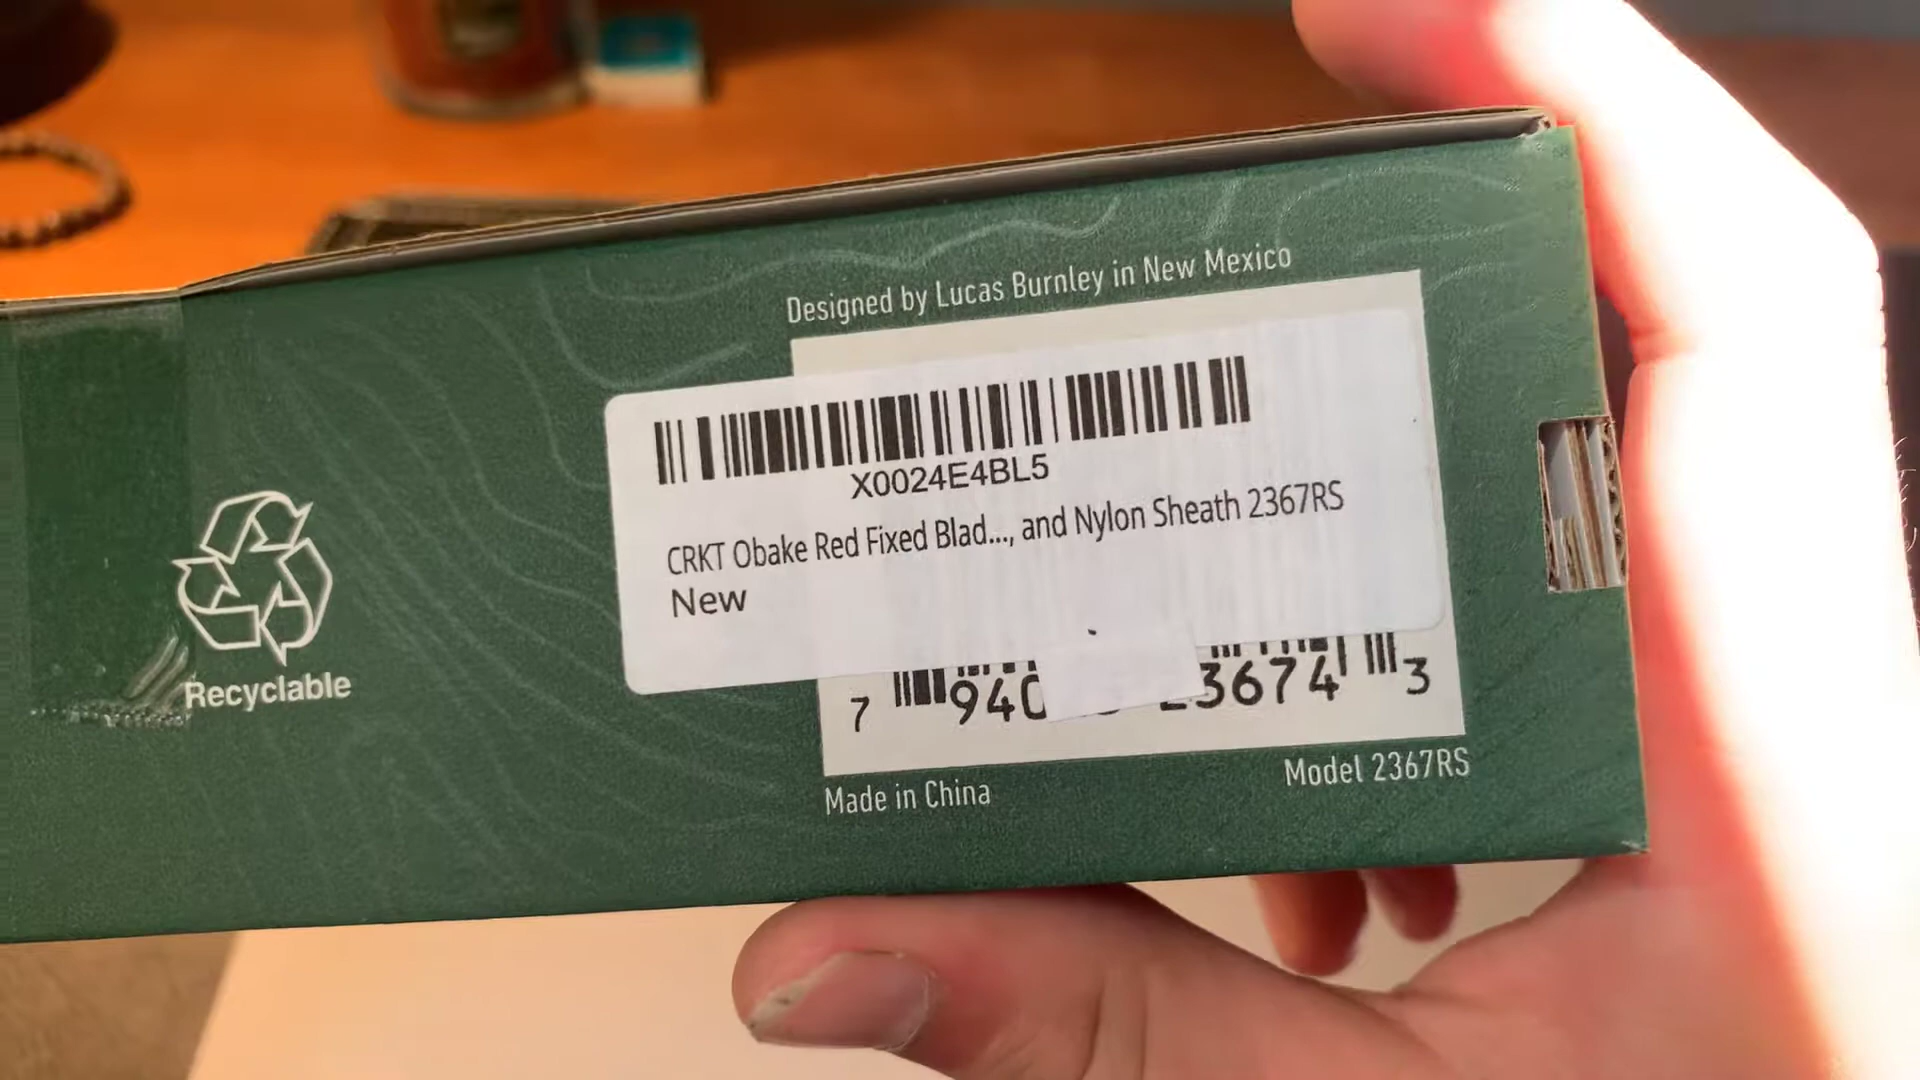 Designed by Lucas Burnley in New Mexico
X0024E4BL5
CRKT Obake Red Fixed Blad..., and Nylon Sheath 2367RS
New
7 940 23674 3
Recyclable
Made in China
Model 2367RS